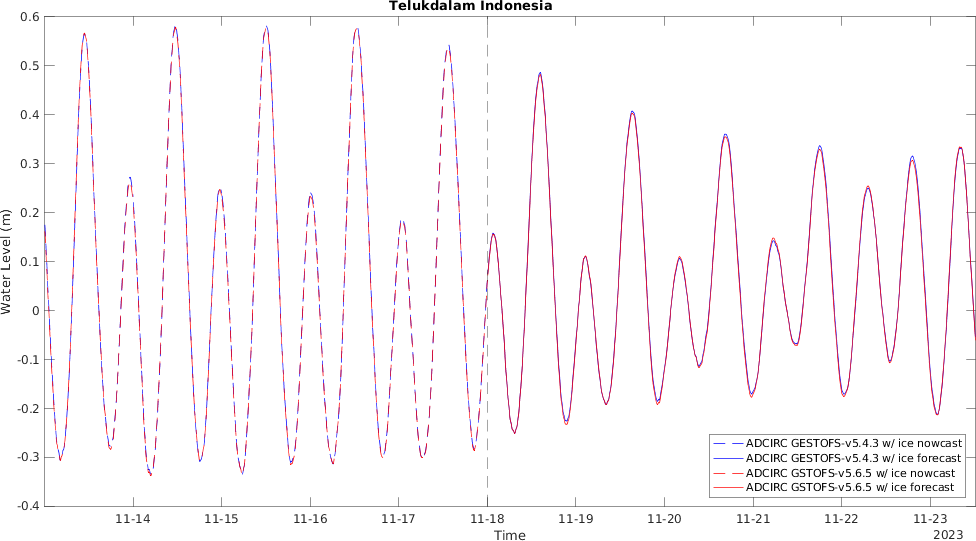 Telukdalam Indonesia
0.6
0.5
0.4
0.3
0.2
0.1
0
-0.1
-0.2
-0.3
-0.4
Water Level (m)
11-14 11-15 11-16 11-17 11-18 11-19 11-20 11-21 11-22 11-23
Time
2023
ADCIRC GESTOFS-v5.4.3 w/ ice nowcast
ADCIRC GESTOFS-v5.4.3 w/ ice forecast
ADCIRC GSTOFS-v5.6.5 w/ ice nowcast
ADCIRC GSTOFS-v5.6.5 w/ ice forecast